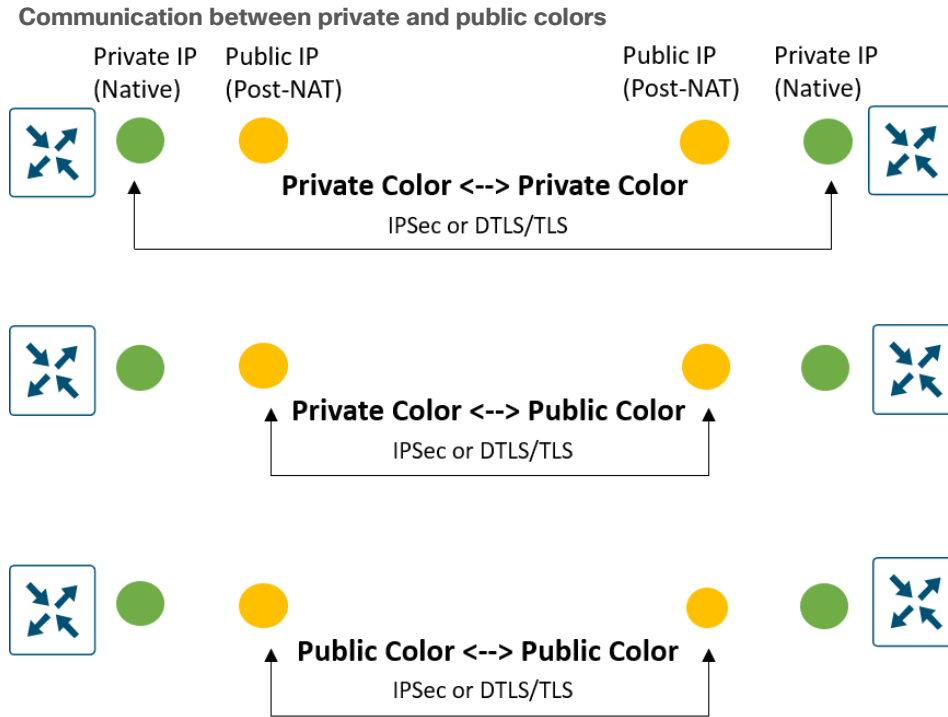 Communication between private and public colors
Private IP
(Native)
Public IP
(Post-NAT)
Public IP
(Post-NAT)
Private IP
(Native)
Private Color <--> Private Color
IPSec or DTLS/TLS
Private Color <--> Public Color
IPSec or DTLS/TLS
Public Color <--> Public Color
IPSec or DTLS/TLS